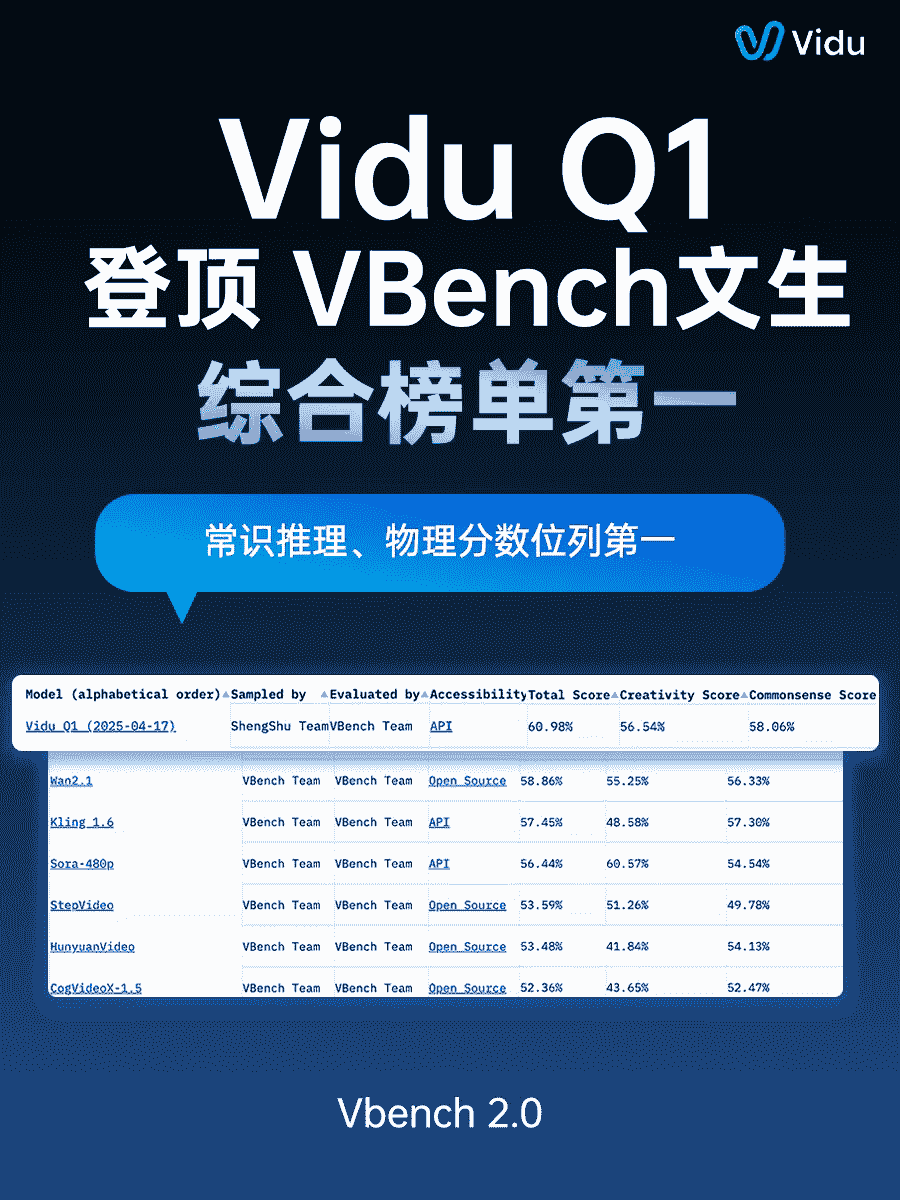 Vidu
Vidu Q1
登顶 VBench文生
综合榜单第一
常识推理、物理分数位列第一
Model (alphabetical order) Sampled by Evaluated by Accessibility Total Score Creativity Score Commonsense Score
Vidu Q1 (2025-04-17) ShengShu Team VBench Team API 60.98% 56.54% 58.06%
Wan2.1 VBench Team VBench Team Open Source 58.86% 55.25% 56.33%
Kling 1.6 VBench Team VBench Team API 57.45% 48.58% 57.30%
Sora-480p VBench Team VBench Team API 56.44% 60.57% 54.54%
StepVideo VBench Team VBench Team Open Source 53.59% 51.26% 49.78%
HunyuanVideo VBench Team VBench Team Open Source 53.48% 41.84% 54.13%
CogVideoX-1.5 VBench Team VBench Team Open Source 52.36% 43.65% 52.47%
Vbench 2.0